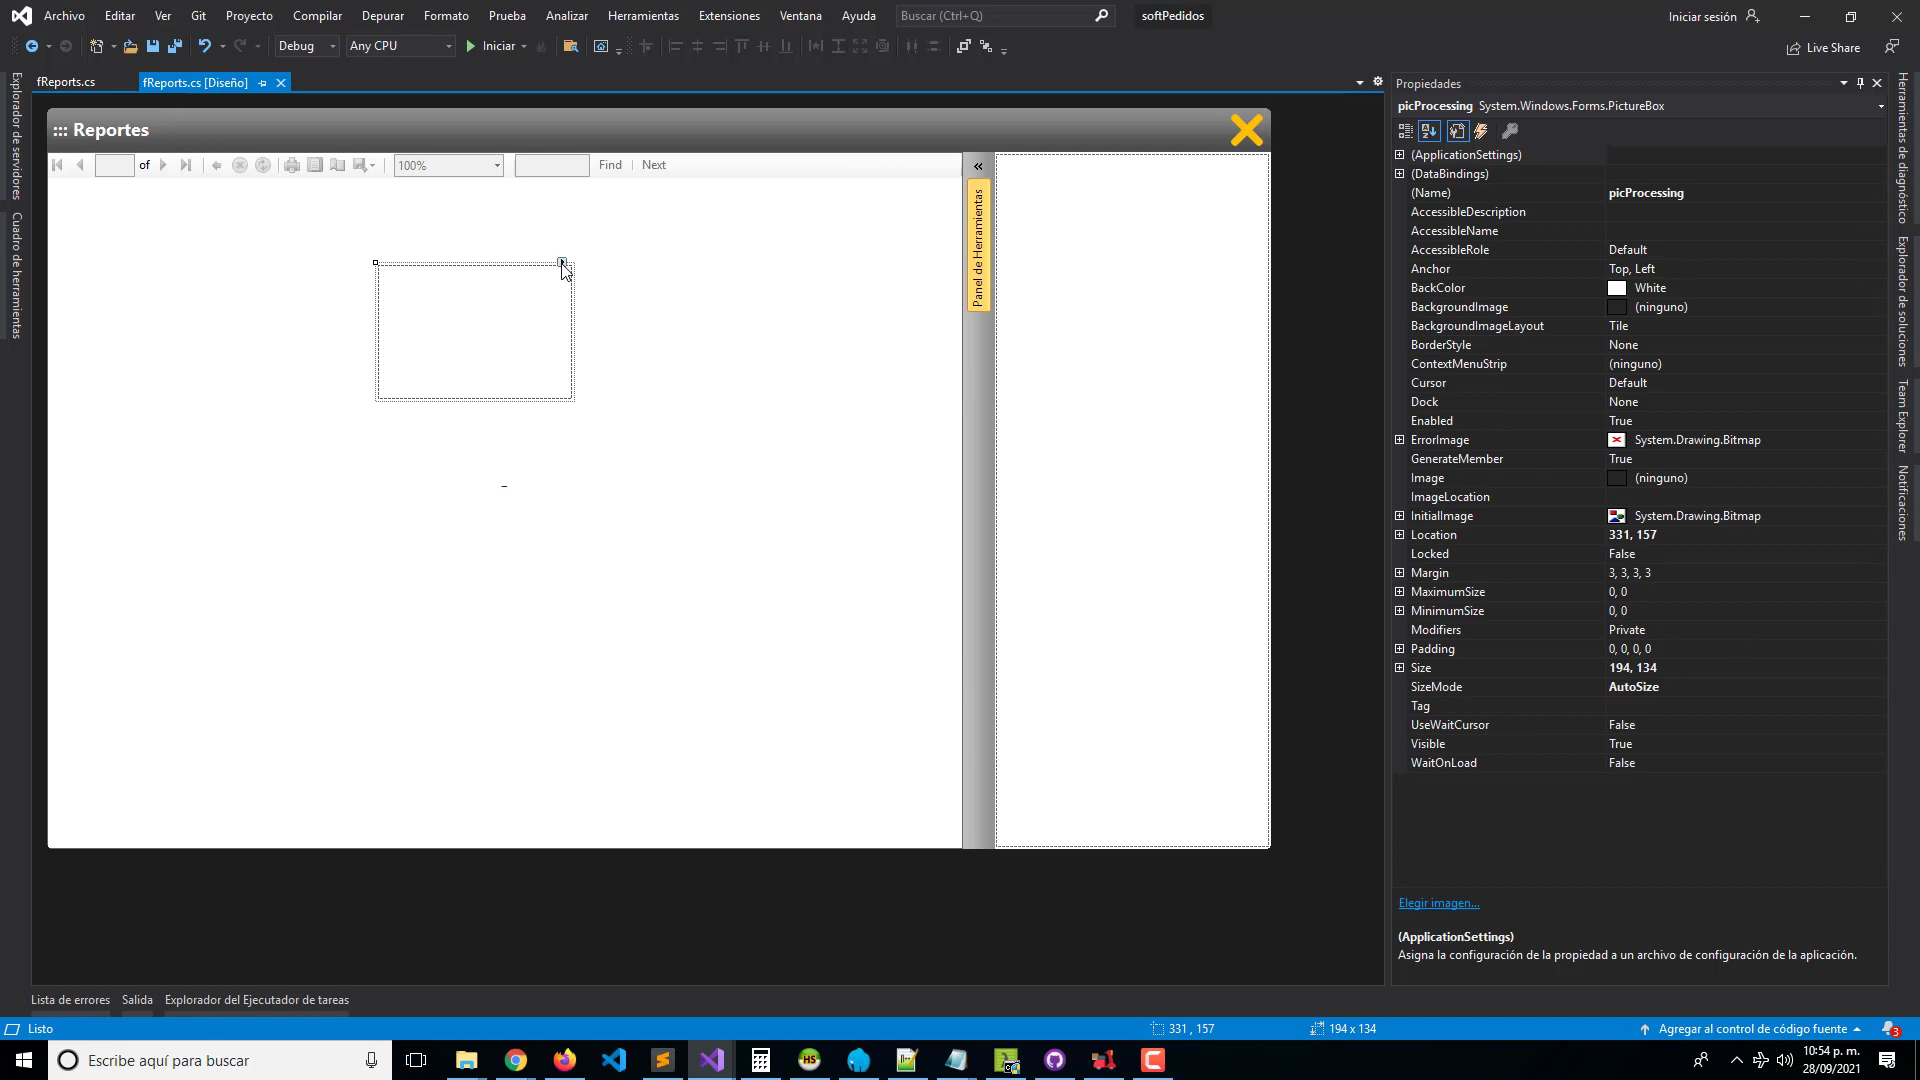 Archivo Editar Ver Git Proyecto Compilar Depurar Formato Prueba Analizar Herramientas Extensiones Ventana Ayuda Buscar (Ctrl+Q) softPedidos Iniciar sesión
Debug Any CPU Iniciar Live Share
fReports.cs fReports.cs [Diseño]
Explorador de servidores
Cuadro de herramientas
::: Reportes
of 100% Find Next
Panel de Herramientas
Propiedades
picProcessing System.Windows.Forms.PictureBox
(ApplicationSettings)
(DataBindings)
(Name) picProcessing
AccessibleDescription
AccessibleName
AccessibleRole Default
Anchor Top, Left
BackColor White
BackgroundImage (ninguno)
BackgroundImageLayout Tile
BorderStyle None
ContextMenuStrip (ninguno)
Cursor Default
Dock None
Enabled True
ErrorImage System.Drawing.Bitmap
GenerateMember True
Image (ninguno)
ImageLocation
InitialImage System.Drawing.Bitmap
Location 331, 157
Locked False
Margin 3, 3, 3, 3
MaximumSize 0, 0
MinimumSize 0, 0
Modifiers Private
Padding 0, 0, 0, 0
Size 194, 134
SizeMode AutoSize
Tag
UseWaitCursor False
Visible True
WaitOnLoad False
Elegir imagen...
(ApplicationSettings)
Asigna la configuración de la propiedad a un archivo de configuración de la aplicación.
Herramientas de diagnóstico
Explorador de soluciones
Team Explorer
Notificaciones
Lista de errores Salida Explorador del Ejecutador de tareas
Listo 331 , 157 194 x 134 Agregar al control de código fuente 3
Escribe aquí para buscar
HS
10:54 p. m.
28/09/2021